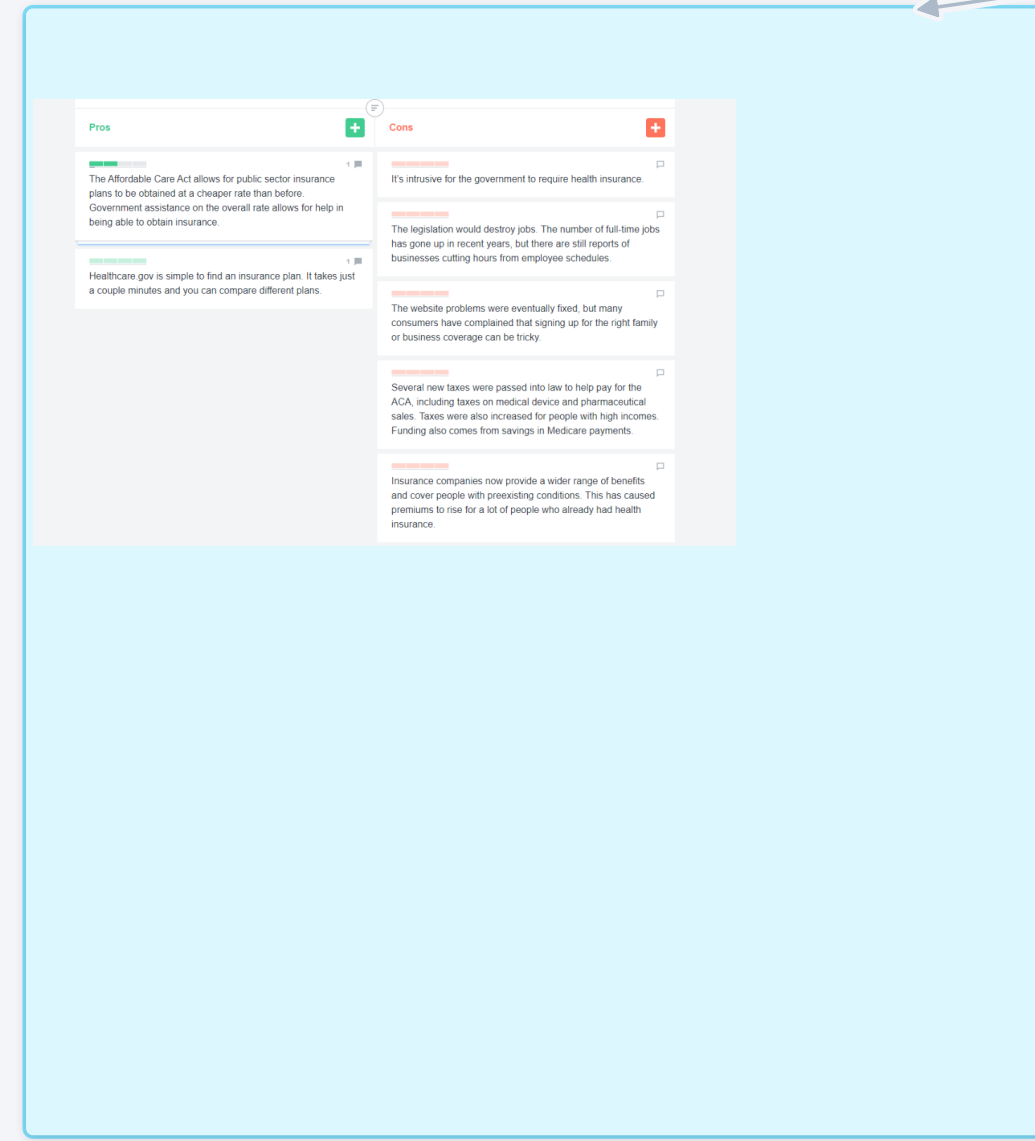 Pros
1
The Affordable Care Act allows for public sector insurance
plans to be obtained at a cheaper rate than before.
Government assistance on the overall rate allows for help in
being able to obtain insurance.
1
Healthcare.gov is simple to find an insurance plan. It takes just
a couple minutes and you can compare different plans.
Cons
It's intrusive for the government to require health insurance.
The legislation would destroy jobs. The number of full-time jobs
has gone up in recent years, but there are still reports of
businesses cutting hours from employee schedules.
The website problems were eventually fixed, but many
consumers have complained that signing up for the right family
or business coverage can be tricky.
Several new taxes were passed into law to help pay for the
ACA, including taxes on medical device and pharmaceutical
sales. Taxes were also increased for people with high incomes.
Funding also comes from savings in Medicare payments.
Insurance companies now provide a wider range of benefits
and cover people with preexisting conditions. This has caused
premiums to rise for a lot of people who already had health
insurance.